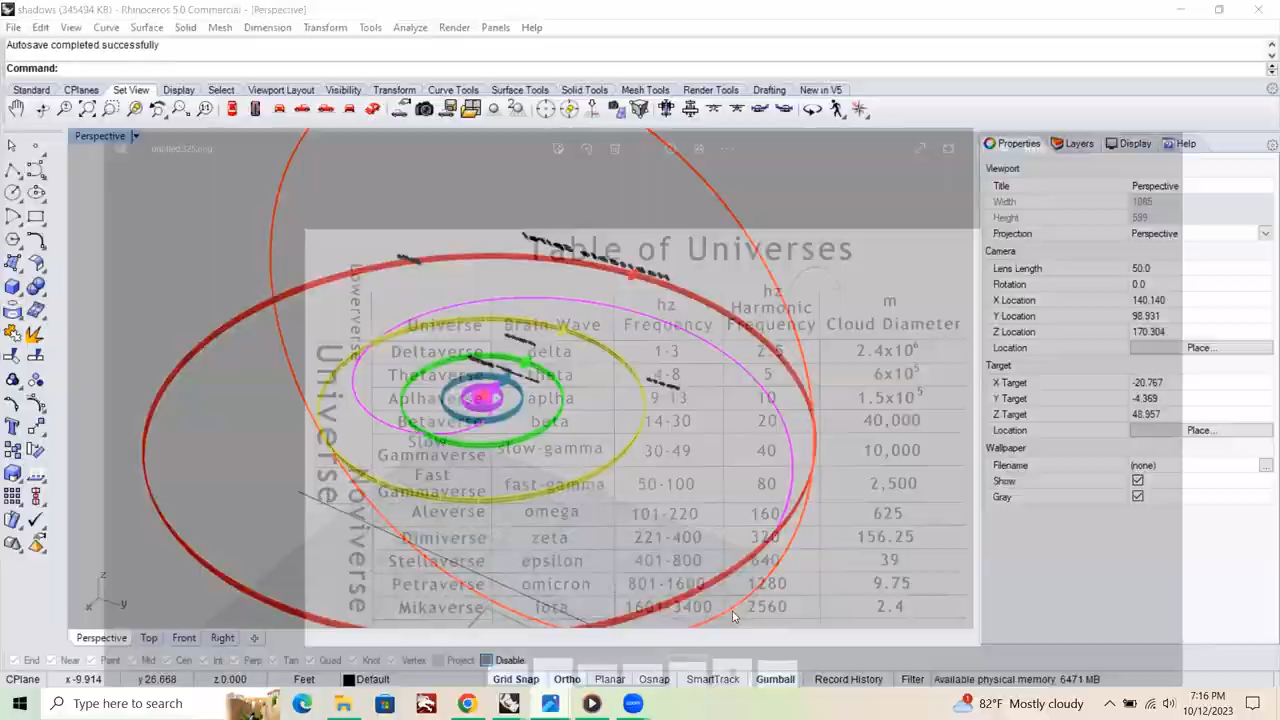 shadows (345494 KB) - Rhinoceros 5.0 Commercial - [Perspective]
File Edit View Curve Surface Solid Mesh Dimension Transform Tools Analyze Render Panels Help
Autosave completed successfully
Command:
Standard CPlanes Set View Display Select Viewport Layout Visibility Transform Curve Tools Surface Tools Solid Tools Mesh Tools Render Tools Drafting New in V5
Perspective
Properties Layers Display Help
Viewport
Title Perspective
Width 1085
Height 599
Projection Perspective
Camera
Lens Length 50.0
Rotation 0.0
X Location 140.140
Y Location 98.931
Z Location 170.304
Location Place...
Target
X Target -20.767
Y Target -4.369
Z Target 48.957
Location Place...
Wallpaper
Filename (none) ...
Show
Gray
Table of Universes
Lowerverse
Universe
Moviverse
Universe Brain Wave hz Frequency hz Harmonic Frequency m Cloud Diameter
Deltaverse delta 1-3 2.5 2.4x10⁶
Thetaverse theta 4-8 5 6x10⁵
Aplhaverse aplha 9-13 10 1.5x10⁵
Betaverse beta 14-30 20 40,000
Slow Gammaverse slow-gamma 30-49 40 10,000
Fast Gammaverse fast-gamma 50-100 80 2,500
Aleverse omega 101-220 160 625
Dimiverse zeta 221-400 320 156.25
Stellaverse epsilon 401-800 640 39
Petraverse omicron 801-1600 1280 9.75
Mikaverse iota 1601-3400 2560 2.4
z
x y
Perspective Top Front Right
End Near Point Mid Cen Int Perp Tan Quad Knot Vertex Project Disable
CPlane x -9.914 y 26.668 z 0.000 Feet Default Grid Snap Ortho Planar Osnap SmartTrack Gumball Record History Filter Available physical memory: 6471 MB
Type here to search
zoom
1
82°F Mostly cloudy
7:16 PM
10/12/2023